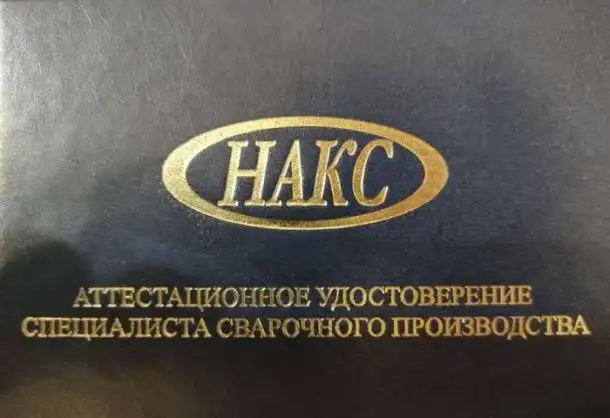 НАКС
АТТЕСТАЦИОННОЕ УДОСТОВЕРЕНИЕ
СПЕЦИАЛИСТА СВАРОЧНОГО ПРОИЗВОДСТВА